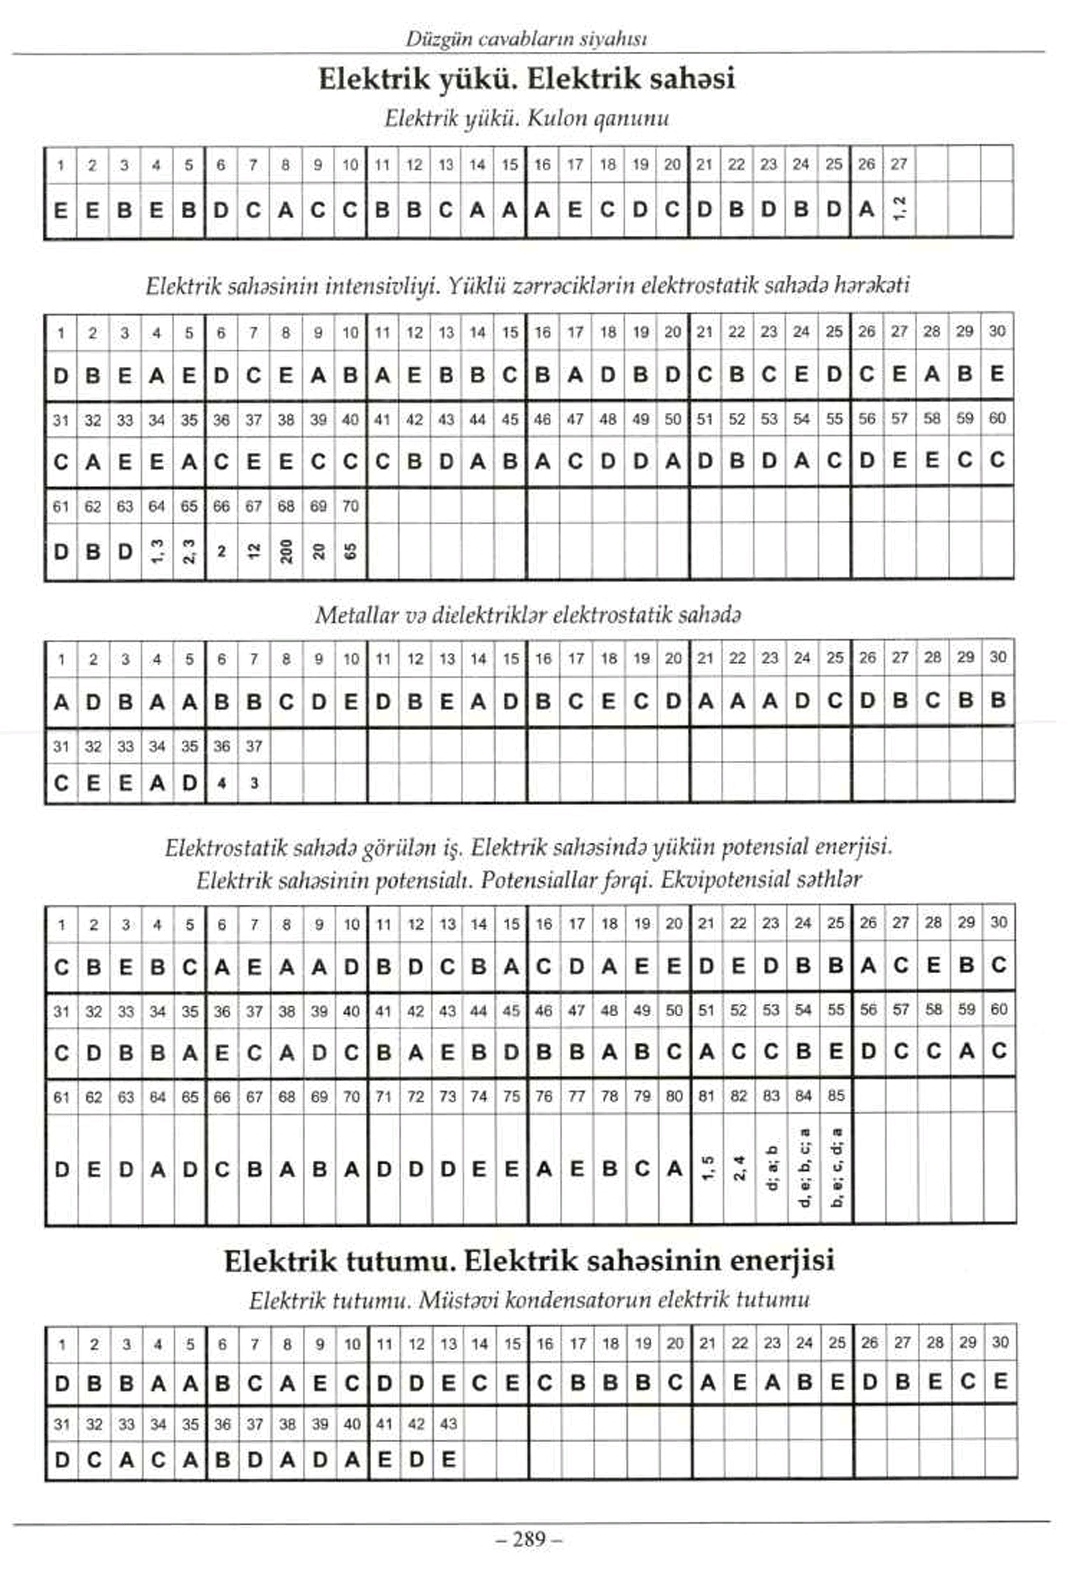 Düzgün cavabların siyahısı
Elektrik yükü. Elektrik sahəsi
Elektrik yükü. Kulon qanunu
1 2 3 4 5 6 7 8 9 10 11 12 13 14 15 16 17 18 19 20 21 22 23 24 25 26 27
E E B E B D C A C C B B C A A A E C D C D B D B D A 1, 2
Elektrik sahəsinin intensivliyi. Yüklü zərrəciklərin elektrostatik sahədə hərəkəti
1 2 3 4 5 6 7 8 9 10 11 12 13 14 15 16 17 18 19 20 21 22 23 24 25 26 27 28 29 30
D B E A E D C E A B A E B B C B A D B D C B C E D C E A B E
31 32 33 34 35 36 37 38 39 40 41 42 43 44 45 46 47 48 49 50 51 52 53 54 55 56 57 58 59 60
C A E E A C E E C C C B D A B A C D D A D B D A C D E E C C
61 62 63 64 65 66 67 68 69 70
D B D 1, 3 2, 3 2 12 200 20 65
Metallar və dielektriklər elektrostatik sahədə
1 2 3 4 5 6 7 8 9 10 11 12 13 14 15 16 17 18 19 20 21 22 23 24 25 26 27 28 29 30
A D B A A B B C D E D B E A D B C E C D A A A D C D B C B B
31 32 33 34 35 36 37
C E E A D 4 3
Elektrostatik sahədə görülən iş. Elektrik sahəsində yükün potensial enerjisi.
Elektrik sahəsinin potensialı. Potensiallar fərqi. Ekvipotensial səthlər
1 2 3 4 5 6 7 8 9 10 11 12 13 14 15 16 17 18 19 20 21 22 23 24 25 26 27 28 29 30
C B E B C A E A A D B D C B A C D A E E D E D B B A C E B C
31 32 33 34 35 36 37 38 39 40 41 42 43 44 45 46 47 48 49 50 51 52 53 54 55 56 57 58 59 60
C D B B A E C A D C B A E B D B B A B C A C C B E D C C A C
61 62 63 64 65 66 67 68 69 70 71 72 73 74 75 76 77 78 79 80 81 82 83 84 85
D E D A D C B A B A D D D E E A E B C A 1, 5 2, 4 d; a; b d, e; b, c; a b, e; c, d; a
Elektrik tutumu. Elektrik sahəsinin enerjisi
Elektrik tutumu. Müstəvi kondensatorun elektrik tutumu
1 2 3 4 5 6 7 8 9 10 11 12 13 14 15 16 17 18 19 20 21 22 23 24 25 26 27 28 29 30
D B B A A B C A E C D D E C E C B B B C A E A B E D B E C E
31 32 33 34 35 36 37 38 39 40 41 42 43
D C A C A B D A D A E D E
– 289 –